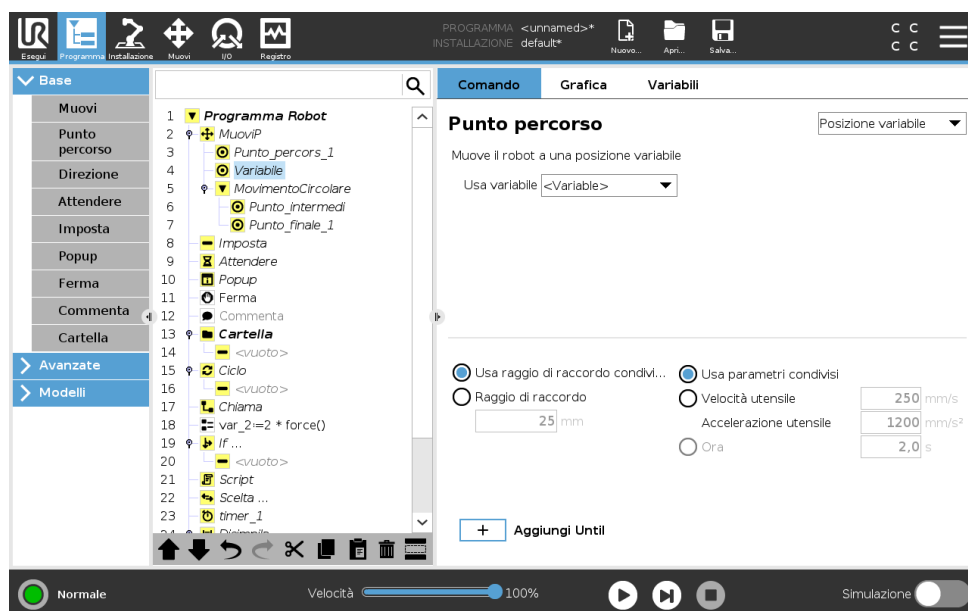 PROGRAMMA <unnamed>*
INSTALLAZIONE default*
UR
Esegui Programma Installazione Muovi I/O Registro
Nuovo... Apri... Salva...
C C
C C
Base
Muovi
Punto
percorso
Direzione
Attendere
Imposta
Popup
Ferma
Commenta
Cartella
Avanzate
Modelli
1 Programma Robot
2 MuoviP
3 Punto_percors_1
4 Variabile
5 MovimentoCircolare
6 Punto_intermedi
7 Punto_finale_1
8 Imposta
9 Attendere
10 Popup
11 Ferma
12 Commenta
13 Cartella
14 <vuoto>
15 Ciclo
16 <vuoto>
17 Chiama
18 var_2:=2 * force()
19 If ...
20 <vuoto>
21 Script
22 Scelta ...
23 timer_1
Comando Grafica Variabili
Punto percorso Posizione variabile
Muove il robot a una posizione variabile
Usa variabile <Variable>
Usa raggio di raccordo condivi... Usa parametri condivisi
Raggio di raccordo Velocità utensile 250 mm/s
25 mm Accelerazione utensile 1200 mm/s²
Ora 2,0 s
+ Aggiungi Until
Normale Velocità 100% Simulazione